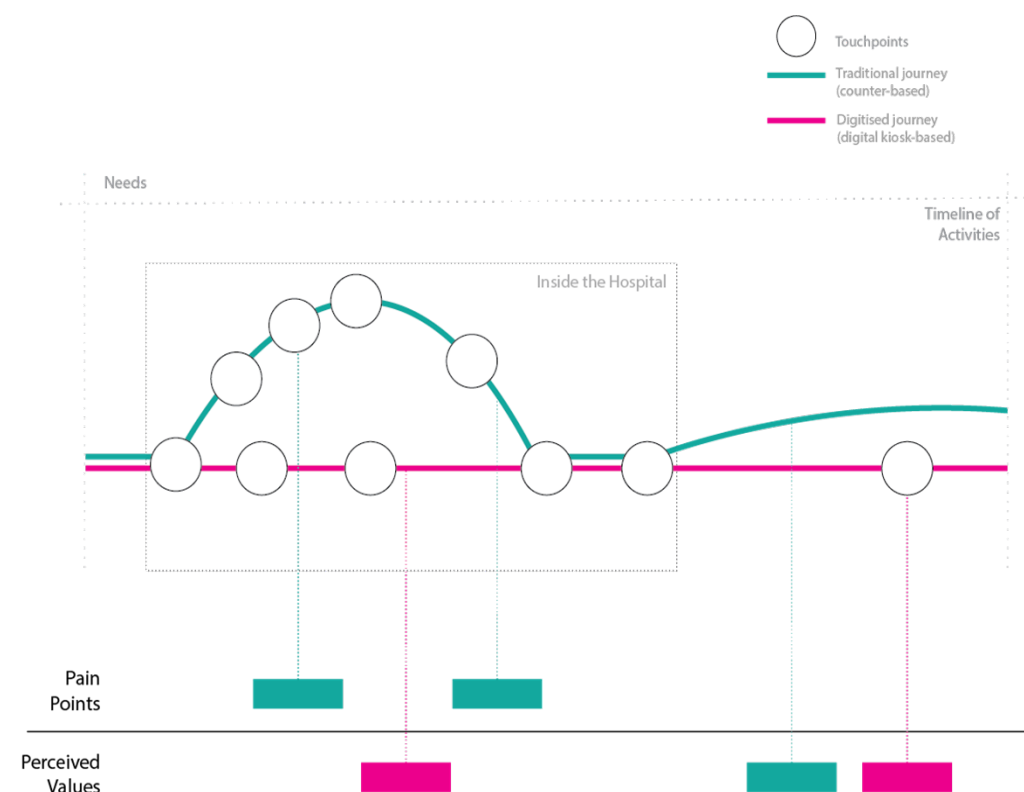 Touchpoints
Traditional journey
(counter-based)
Digitised journey
(digital kiosk-based)
Needs
Timeline of
Activities
Inside the Hospital
Pain
Points
Perceived
Values